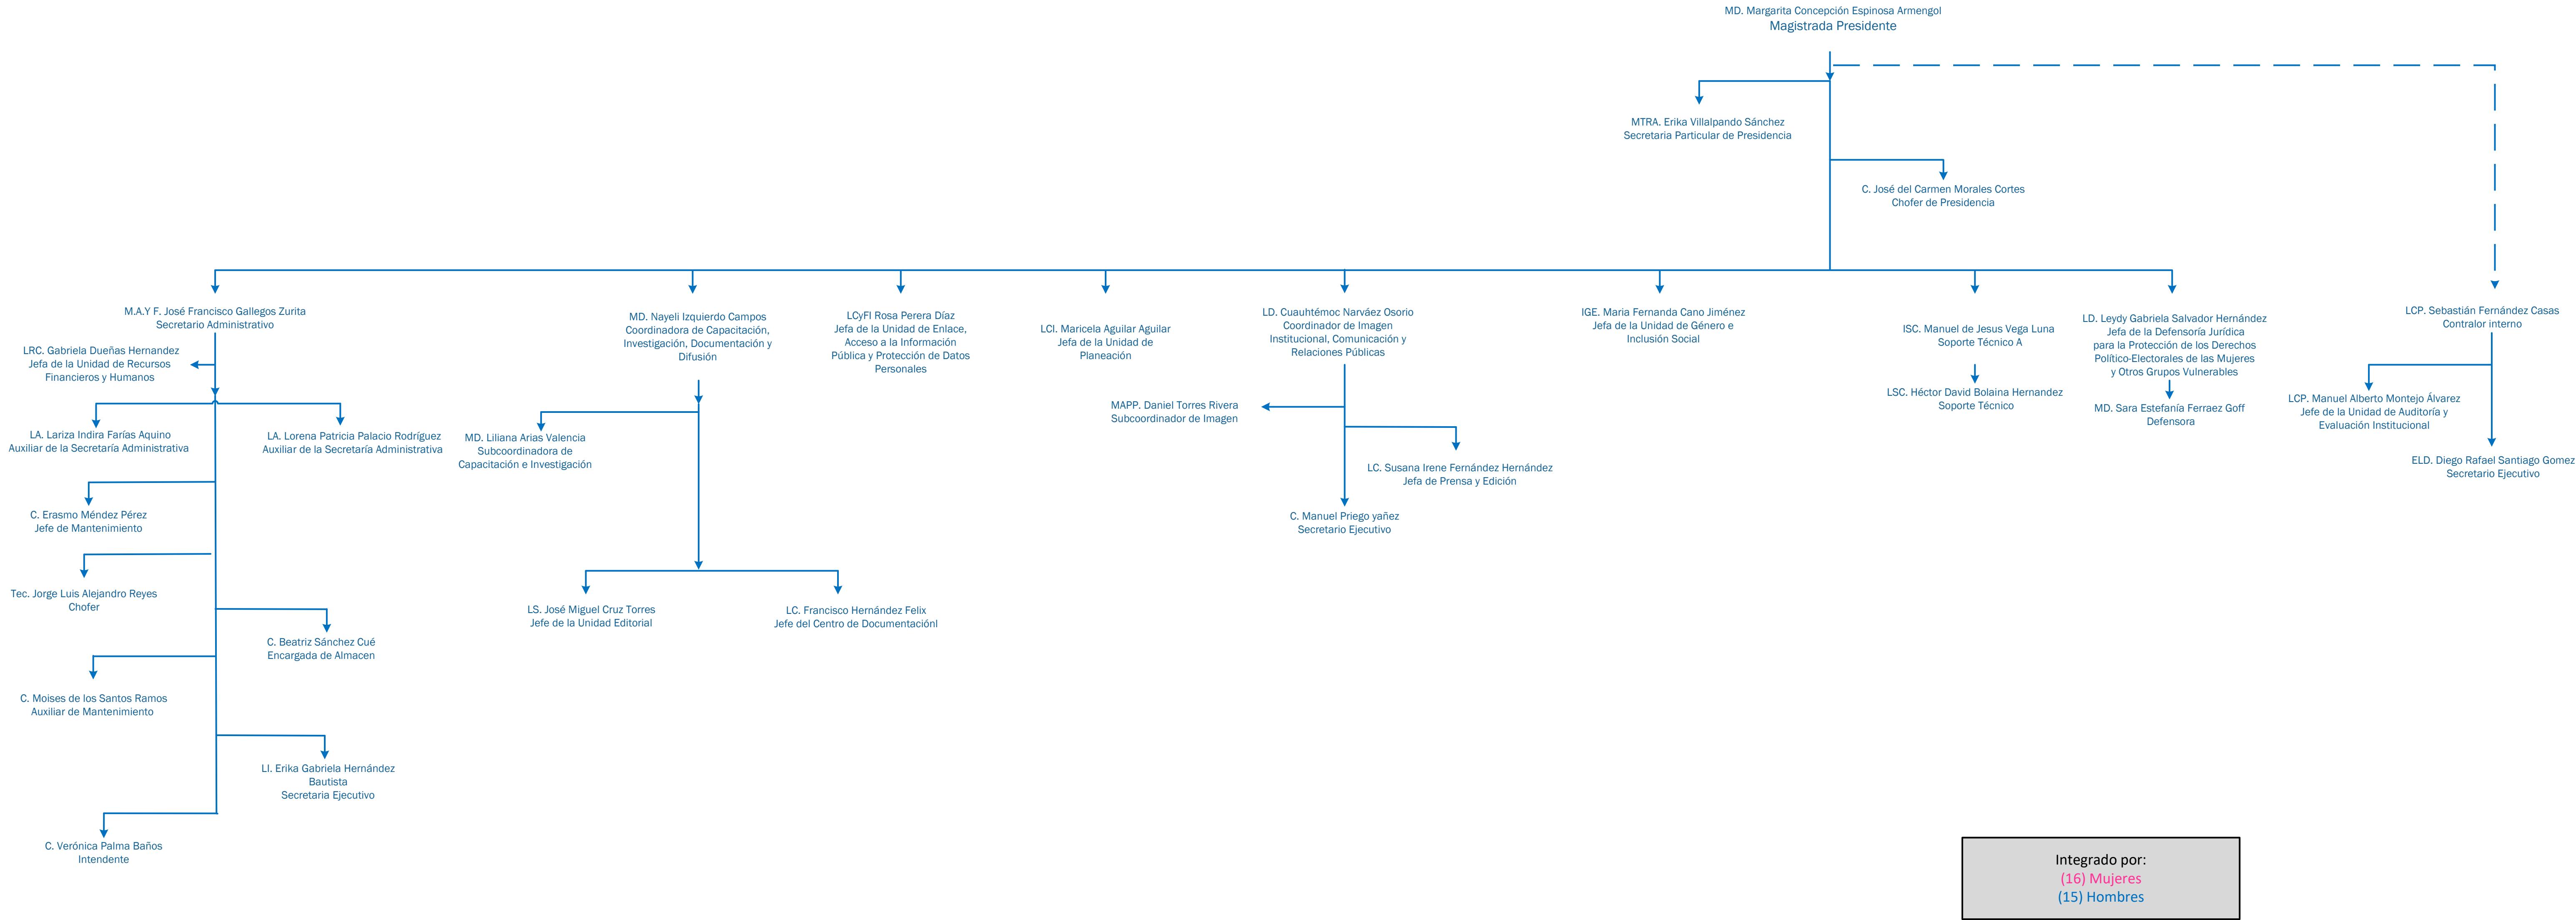 MD. Margarita Concepción Espinosa Armengol
Magistrada Presidente
MTRA. Erika Villalpando Sánchez
Secretaria Particular de Presidencia
C. José del Carmen Morales Cortes
Chofer de Presidencia
M.A.Y F. José Francisco Gallegos Zurita
Secretario Administrativo
LRC. Gabriela Dueñas Hernandez
Jefa de la Unidad de Recursos
Financieros y Humanos
LA. Lariza Indira Farías Aquino
Auxiliar de la Secretaría Administrativa
LA. Lorena Patricia Palacio Rodríguez
Auxiliar de la Secretaría Administrativa
C. Erasmo Méndez Pérez
Jefe de Mantenimiento
Tec. Jorge Luis Alejandro Reyes
Chofer
C. Beatriz Sánchez Cué
Encargada de Almacen
C. Moises de los Santos Ramos
Auxiliar de Mantenimiento
LI. Erika Gabriela Hernández
Bautista
Secretaria Ejecutivo
C. Verónica Palma Baños
Intendente
MD. Nayeli Izquierdo Campos
Coordinadora de Capacitación,
Investigación, Documentación y
Difusión
MD. Liliana Arias Valencia
Subcoordinadora de
Capacitación e Investigación
LS. José Miguel Cruz Torres
Jefe de la Unidad Editorial
LC. Francisco Hernández Felix
Jefe del Centro de Documentaciónl
LCyFI Rosa Perera Díaz
Jefa de la Unidad de Enlace,
Acceso a la Información
Pública y Protección de Datos
Personales
LCI. Maricela Aguilar Aguilar
Jefa de la Unidad de
Planeación
LD. Cuauhtémoc Narváez Osorio
Coordinador de Imagen
Institucional, Comunicación y
Relaciones Públicas
MAPP. Daniel Torres Rivera
Subcoordinador de Imagen
LC. Susana Irene Fernández Hernández
Jefa de Prensa y Edición
C. Manuel Priego yañez
Secretario Ejecutivo
IGE. Maria Fernanda Cano Jiménez
Jefa de la Unidad de Género e
Inclusión Social
ISC. Manuel de Jesus Vega Luna
Soporte Técnico A
LSC. Héctor David Bolaina Hernandez
Soporte Técnico
LD. Leydy Gabriela Salvador Hernández
Jefa de la Defensoría Jurídica
para la Protección de los Derechos
Político-Electorales de las Mujeres
y Otros Grupos Vulnerables
MD. Sara Estefanía Ferraez Goff
Defensora
LCP. Sebastián Fernández Casas
Contralor interno
LCP. Manuel Alberto Montejo Álvarez
Jefe de la Unidad de Auditoría y
Evaluación Institucional
ELD. Diego Rafael Santiago Gomez
Secretario Ejecutivo
Integrado por:
(16) Mujeres
(15) Hombres